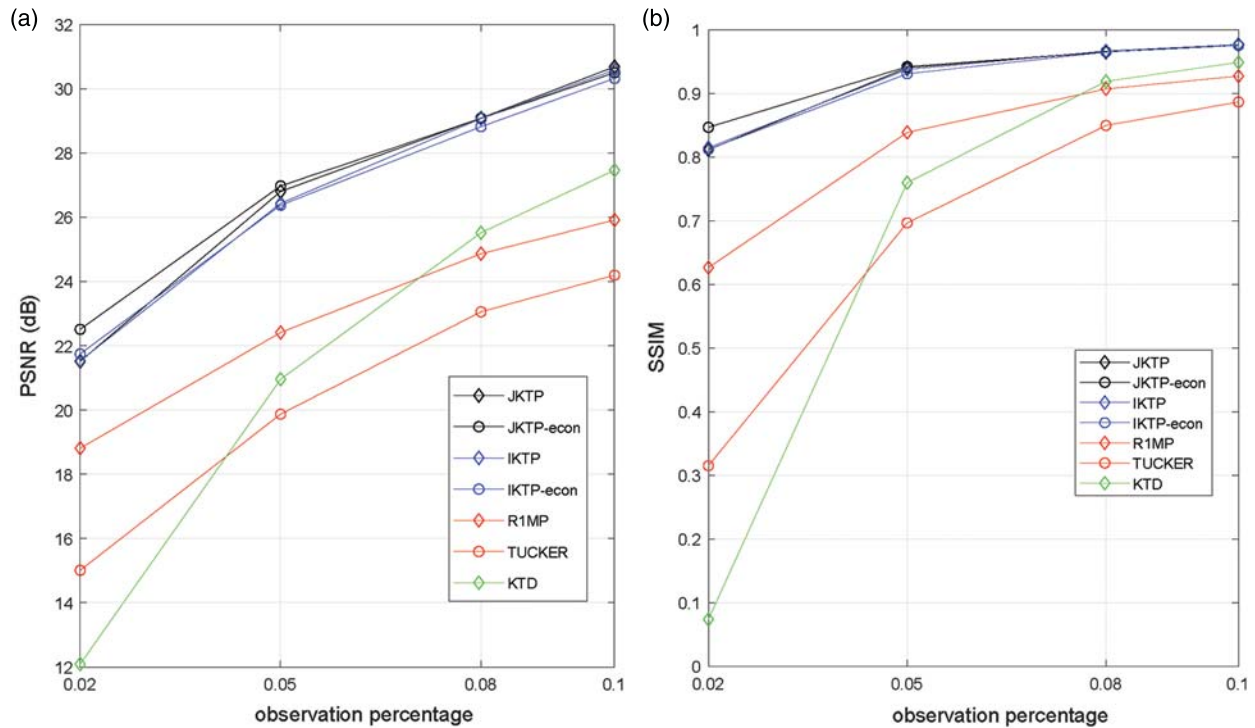 (a)
32
30
28
26
24
22
20
18
16
14
12
PSNR (dB)
0.02 0.05 0.08 0.1
observation percentage
JKTP
JKTP-econ
IKTP
IKTP-econ
R1MP
TUCKER
KTD
(b)
1
0.9
0.8
0.7
0.6
0.5
0.4
0.3
0.2
0.1
0
SSIM
0.02 0.05 0.08 0.1
observation percentage
JKTP
JKTP-econ
IKTP
IKTP-econ
R1MP
TUCKER
KTD